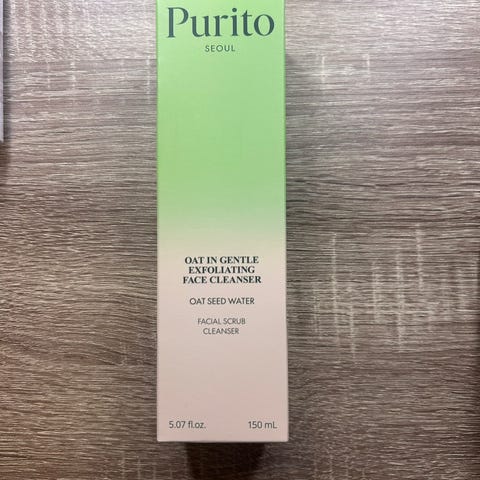 Purito
SEOUL
OAT IN GENTLE
EXFOLIATING
FACE CLEANSER
OAT SEED WATER
FACIAL SCRUB
CLEANSER
5.07 fl.oz. 150 mL